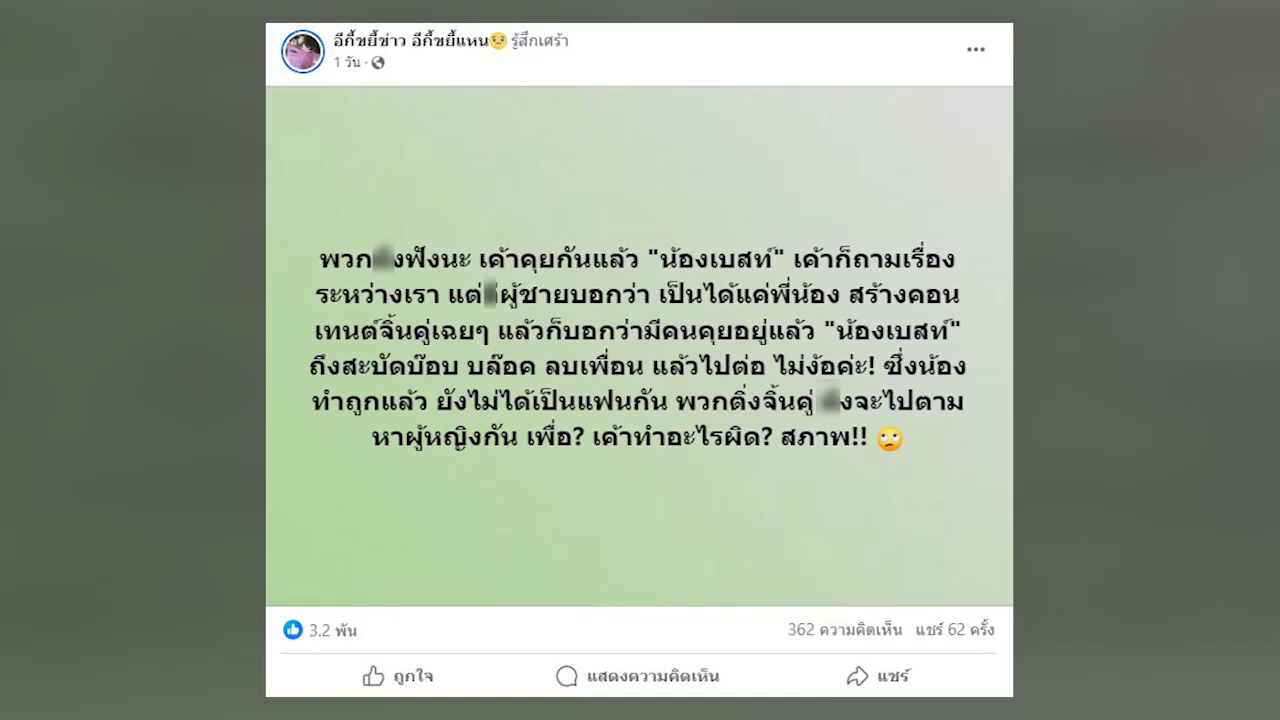 อีกี้ขยี้ข่าว อีกี้ขยี้แหน รู้สึกเศร้า
1 วัน
พวก งฟังนะ เค้าคุยกันแล้ว "น้องเบสท์" เค้าก็ถามเรื่อง
ระหว่างเรา แต่ ผู้ชายบอกว่า เป็นได้แค่พี่น้อง สร้างคอน
เทนต์จิ้นคู่เฉยๆ แล้วก็บอกว่ามีคนคุยอยู่แล้ว "น้องเบสท์"
ถึงสะบัดบ๊อบ บล๊อค ลบเพื่อน แล้วไปต่อ ไม่ง้อค่ะ! ซึ่งน้อง
ทำถูกแล้ว ยังไม่ได้เป็นแฟนกัน พวกติ่งจิ้นคู่ งจะไปตาม
หาผู้หญิงกัน เพื่อ? เค้าทำอะไรผิด? สภาพ!! 🙄
3.2 พัน
362 ความคิดเห็น แชร์ 62 ครั้ง
ถูกใจ
แสดงความคิดเห็น
แชร์